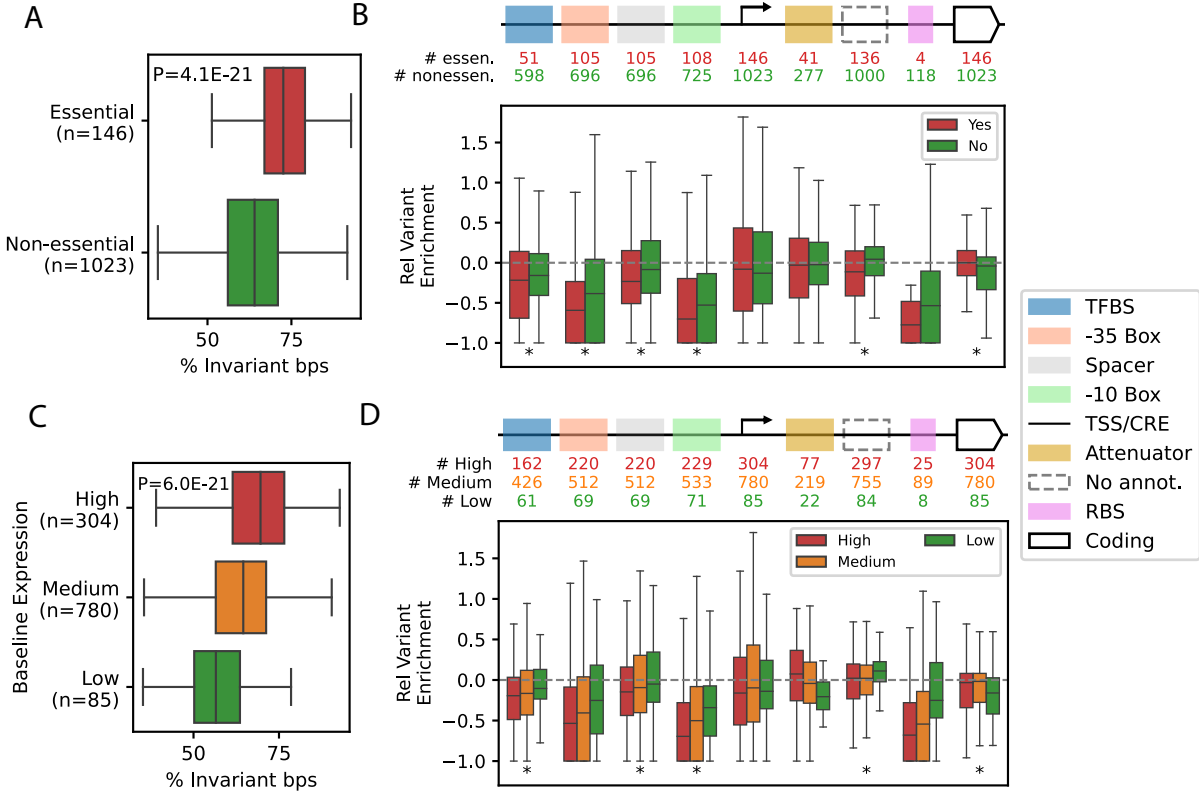 A
P=4.1E-21
Essential
(n=146)
Non-essential
(n=1023)
50 75
% Invariant bps
B
# essen. 51 105 105 108 146 41 136 4 146
# nonessen. 598 696 696 725 1023 277 1000 118 1023
Yes
No
1.5
1.0
0.5
0.0
−0.5
−1.0
Rel Variant
Enrichment
* * * * * *
C
P=6.0E-21
Baseline Expression
High
(n=304)
Medium
(n=780)
Low
(n=85)
50 75
% Invariant bps
D
# High 162 220 220 229 304 77 297 25 304
# Medium 426 512 512 533 780 219 755 89 780
# Low 61 69 69 71 85 22 84 8 85
High
Medium
Low
1.5
1.0
0.5
0.0
−0.5
−1.0
Rel Variant
Enrichment
* * * * *
TFBS
-35 Box
Spacer
-10 Box
TSS/CRE
Attenuator
No annot.
RBS
Coding